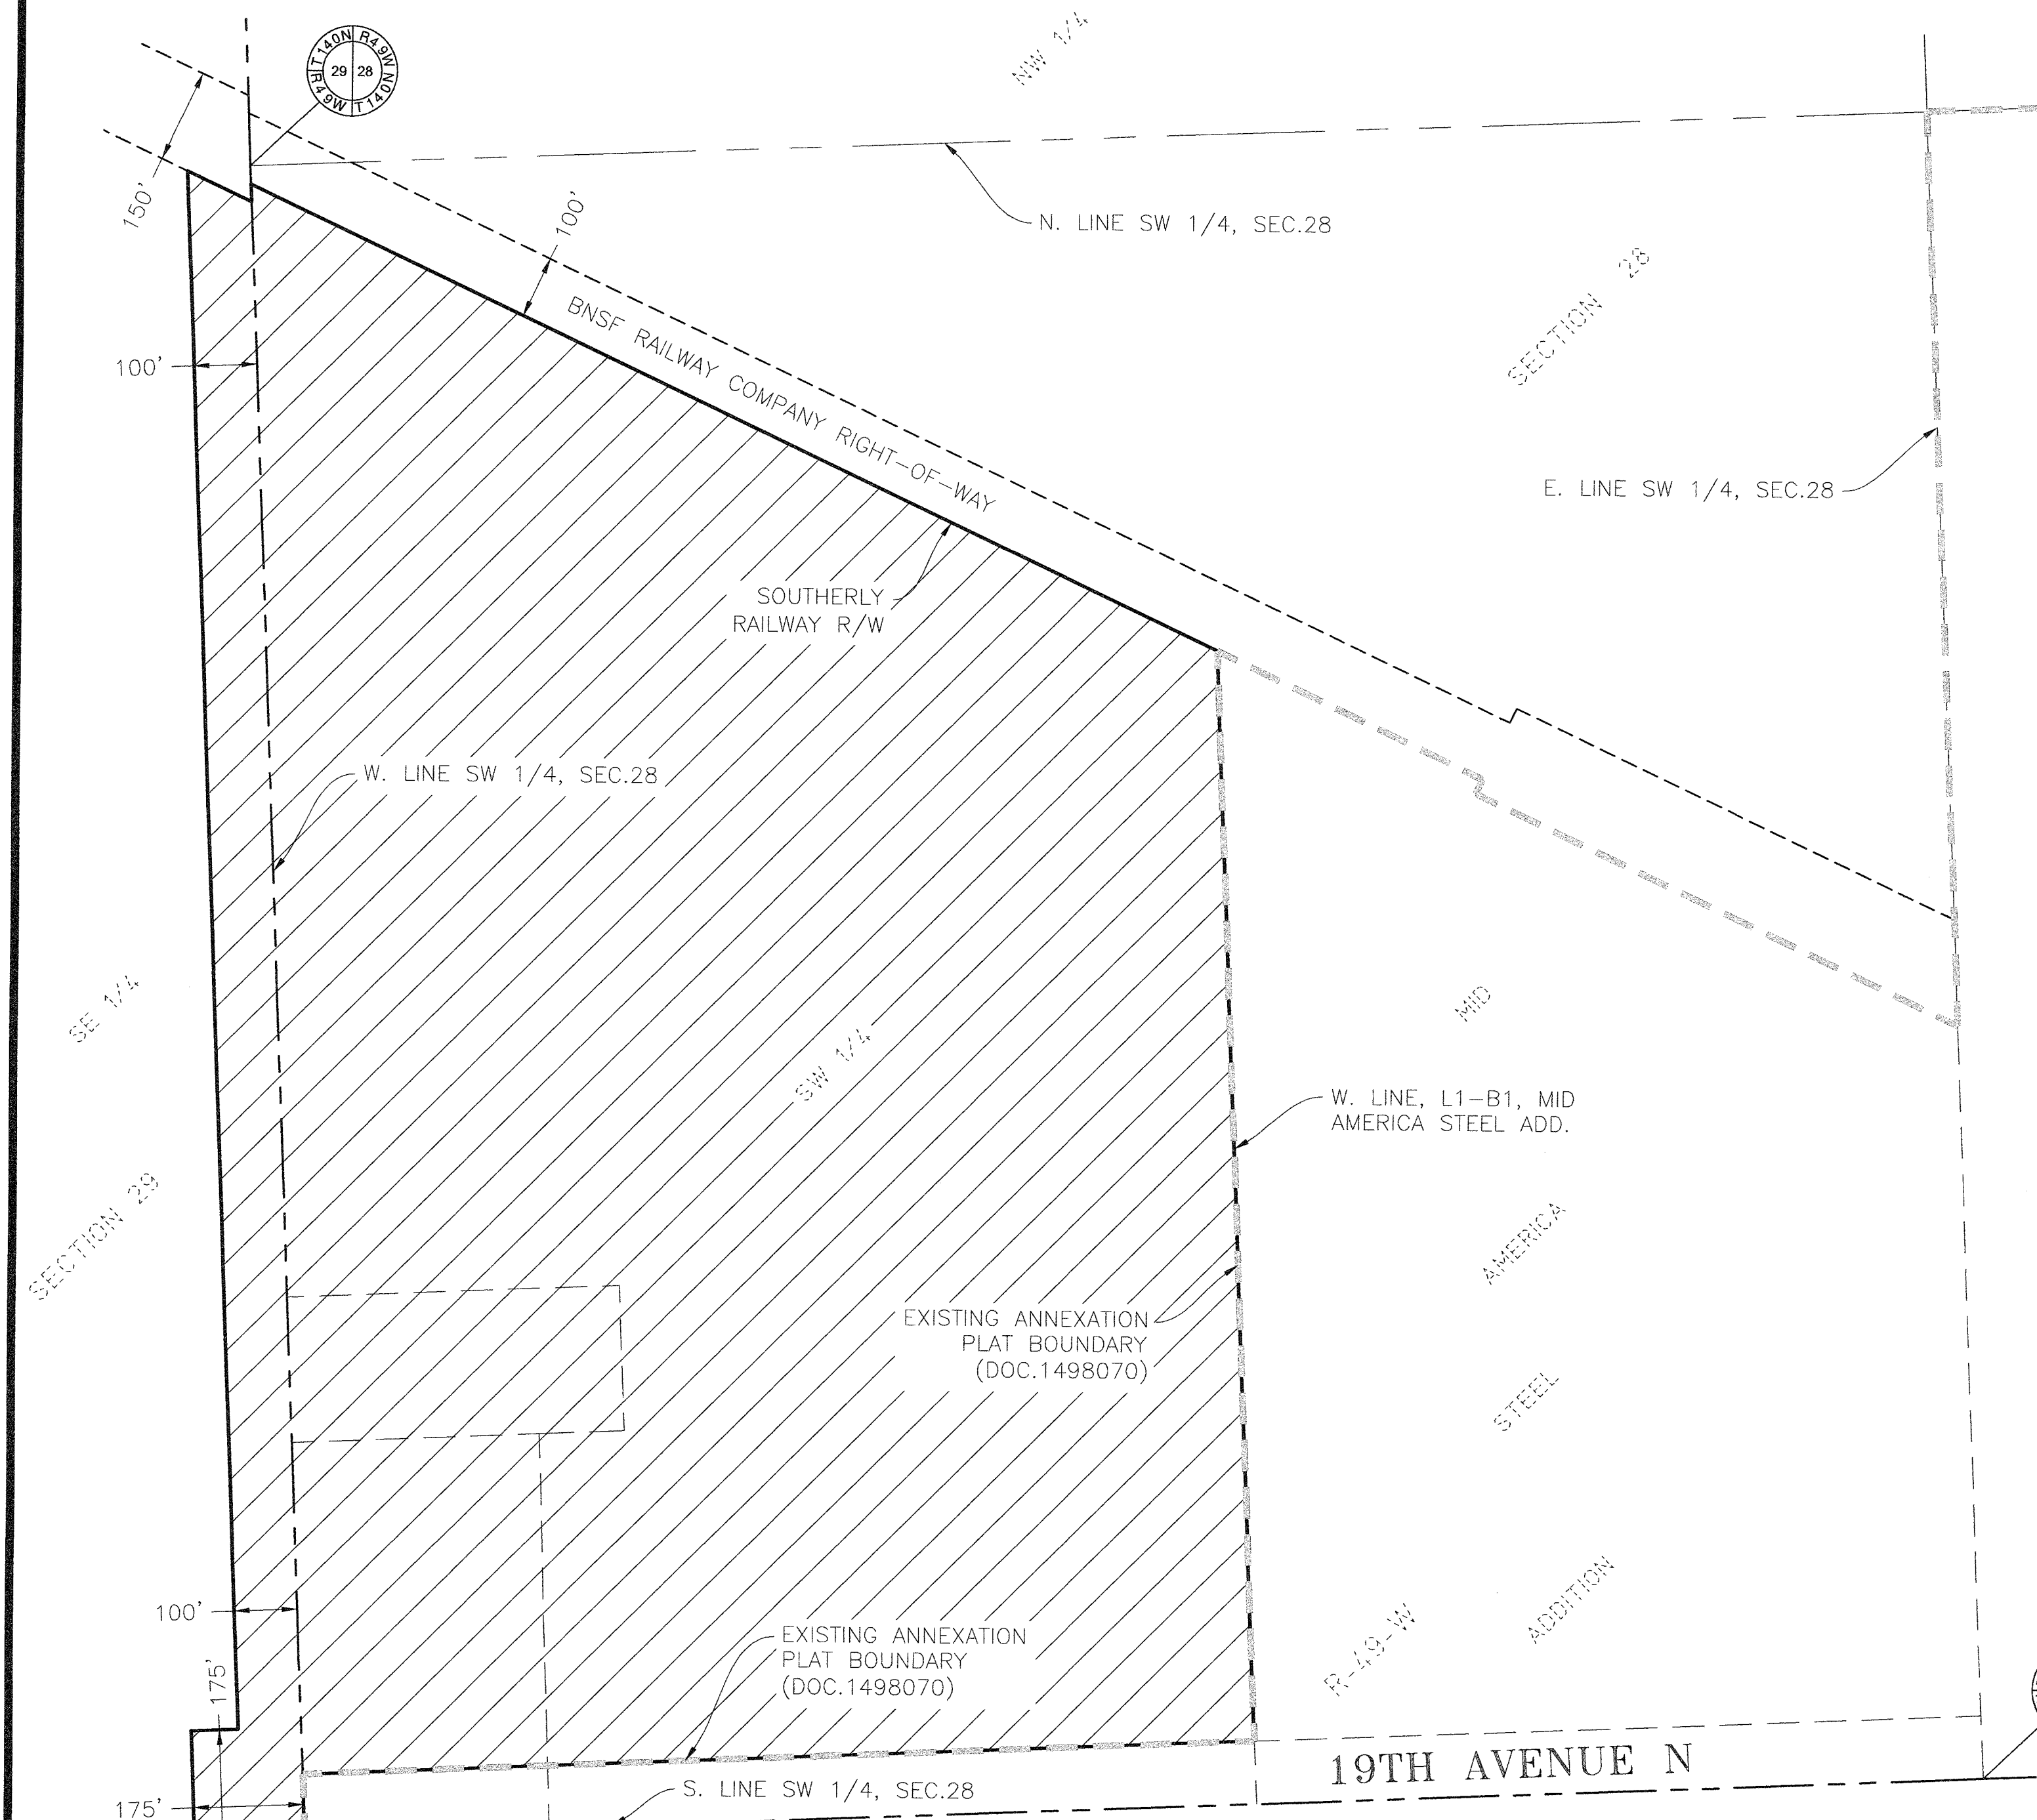 NW 1/4
T140N R49W
29 28
R49W T140N
150'
100'
N. LINE SW 1/4, SEC.28
SECTION 28
BNSF RAILWAY COMPANY RIGHT-OF-WAY
100'
E. LINE SW 1/4, SEC.28
SOUTHERLY
RAILWAY R/W
W. LINE SW 1/4, SEC.28
SE 1/4
SECTION 29
SW 1/4
MID
AMERICA
STEEL
ADDITION
W. LINE, L1-B1, MID
AMERICA STEEL ADD.
EXISTING ANNEXATION
PLAT BOUNDARY
(DOC.1498070)
R-49-W
100'
175'
EXISTING ANNEXATION
PLAT BOUNDARY
(DOC.1498070)
19TH AVENUE N
S. LINE SW 1/4, SEC.28
175'